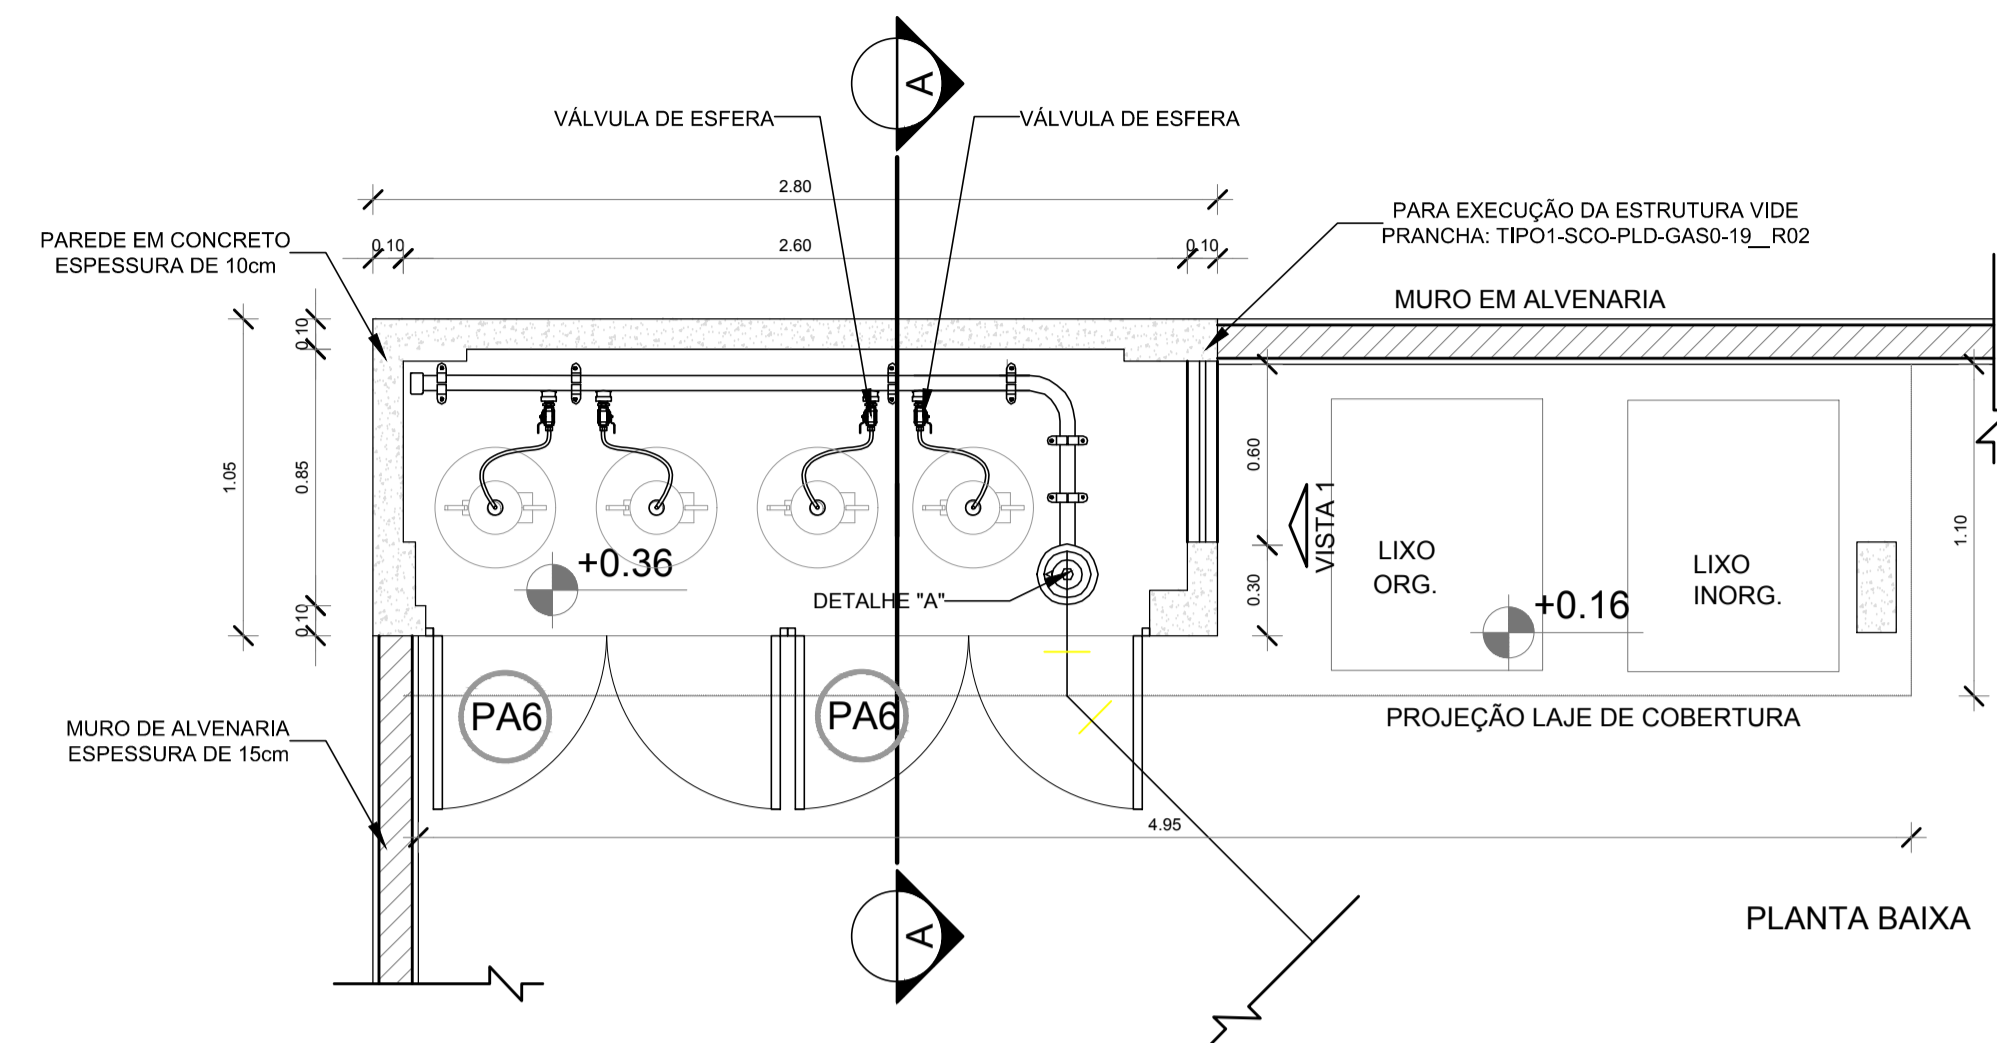 A
VÁLVULA DE ESFERA
VÁLVULA DE ESFERA
2.80
PARA EXECUÇÃO DA ESTRUTURA VIDE
PRANCHA: TIPO1-SCO-PLD-GAS0-19__R02
PAREDE EM CONCRETO
ESPESSURA DE 10cm
0.10
2.60
0.10
MURO EM ALVENARIA
0.10
1.05
0.85
0.10
0.60
0.30
VISTA 1
1.10
LIXO
ORG.
LIXO
INORG.
+0.36
DETALHE "A"
+0.16
PA6
PA6
PROJEÇÃO LAJE DE COBERTURA
MURO DE ALVENARIA
ESPESSURA DE 15cm
4.95
A
PLANTA BAIXA